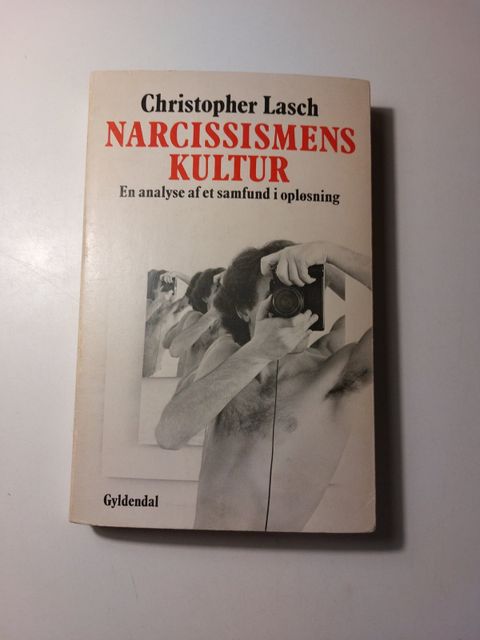 Christopher Lasch
NARCISSISMENS
KULTUR
En analyse af et samfund i opløsning
Gyldendal